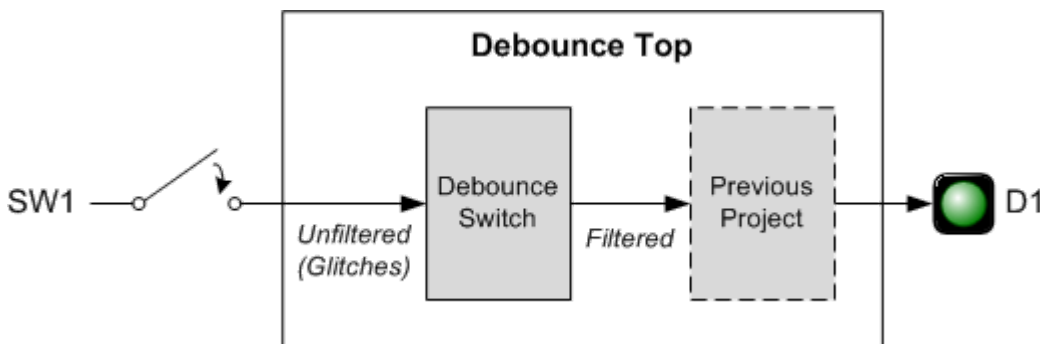 Debounce Top
SW1
Unfiltered
(Glitches)
Debounce
Switch
Filtered
Previous
Project
D1